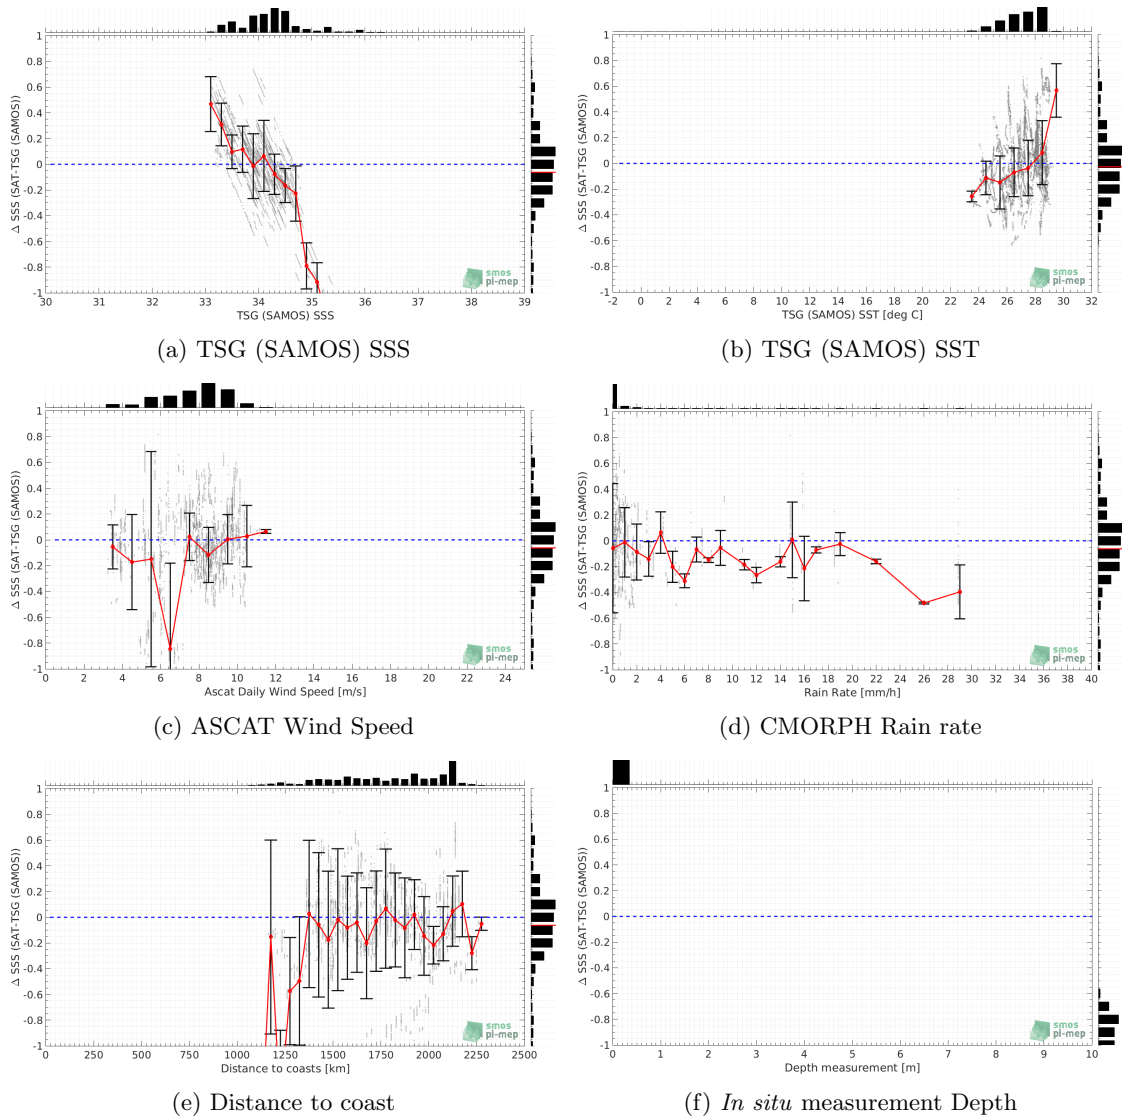 1
0.8
0.6
0.4
0.2
0
-0.2
-0.4
-0.6
-0.8
-1
Δ SSS (SAT-TSG (SAMOS))
30 31 32 33 34 35 36 37 38 39
TSG (SAMOS) SSS
smos
pi-mep
(a) TSG (SAMOS) SSS
1
0.8
0.6
0.4
0.2
0
-0.2
-0.4
-0.6
-0.8
-1
Δ SSS (SAT-TSG (SAMOS))
-2 0 2 4 6 8 10 12 14 16 18 20 22 24 26 28 30 32
TSG (SAMOS) SST [deg C]
smos
pi-mep
(b) TSG (SAMOS) SST
1
0.8
0.6
0.4
0.2
0
-0.2
-0.4
-0.6
-0.8
-1
Δ SSS (SAT-TSG (SAMOS))
0 2 4 6 8 10 12 14 16 18 20 22 24
Ascat Daily Wind Speed [m/s]
smos
pi-mep
(c) ASCAT Wind Speed
1
0.8
0.6
0.4
0.2
0
-0.2
-0.4
-0.6
-0.8
-1
Δ SSS (SAT-TSG (SAMOS))
0 2 4 6 8 10 12 14 16 18 20 22 24 26 28 30 32 34 36 38 40
Rain Rate [mm/h]
smos
pi-mep
(d) CMORPH Rain rate
1
0.8
0.6
0.4
0.2
0
-0.2
-0.4
-0.6
-0.8
-1
Δ SSS (SAT-TSG (SAMOS))
0 250 500 750 1000 1250 1500 1750 2000 2250 2500
Distance to coasts [km]
smos
pi-mep
(e) Distance to coast
1
0.8
0.6
0.4
0.2
0
-0.2
-0.4
-0.6
-0.8
-1
Δ SSS (SAT-TSG (SAMOS))
0 1 2 3 4 5 6 7 8 9 10
Depth measurement [m]
smos
pi-mep
(f) In situ measurement Depth